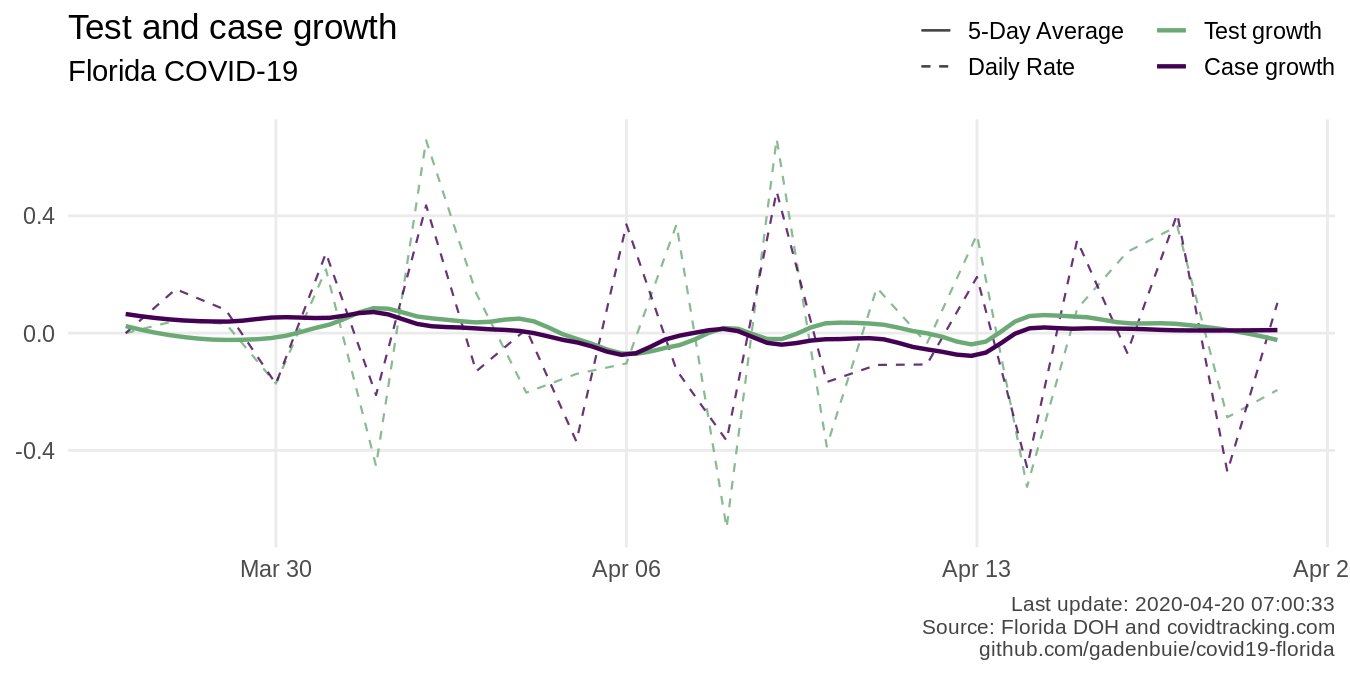 Test and case growth
Florida COVID-19
5-Day Average
Test growth
Daily Rate
Case growth
0.4
0.0
-0.4
Mar 30
Apr 06
Apr 13
Apr 2
Last update: 2020-04-20 07:00:33
Source: Florida DOH and covidtracking.com
github.com/gadenbuie/covid19-florida